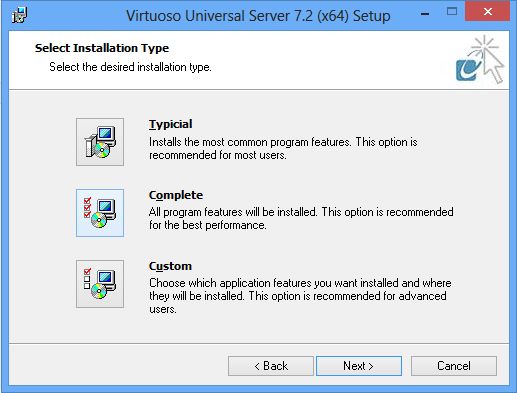 Virtuoso Universal Server 7.2 (x64) Setup
Select Installation Type
Select the desired installation type.
Typicial
Installs the most common program features. This option is
recommended for most users.
Complete
All program features will be installed. This option is recommended
for the best performance.
Custom
Choose which application features you want installed and where
they will be installed. This option is recommended for advanced
users.
< Back
Next >
Cancel